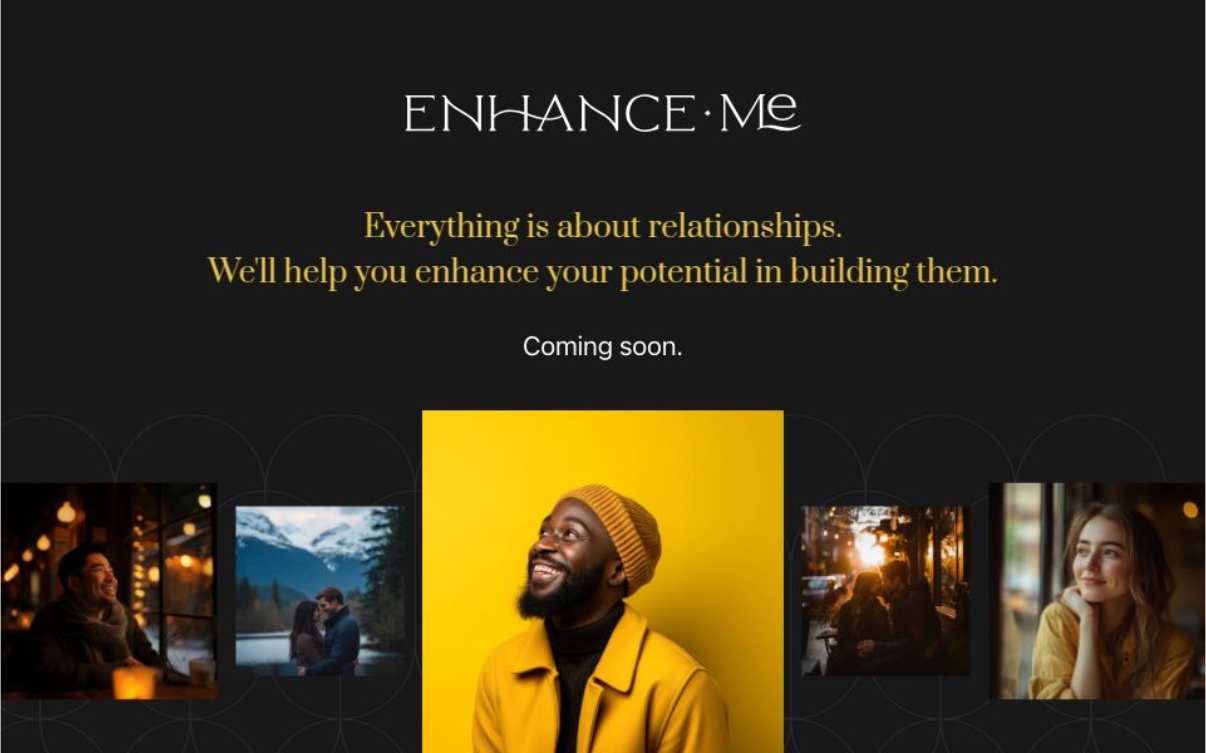 ENHANCE · Me
Everything is about relationships.
We'll help you enhance your potential in building them.
Coming soon.